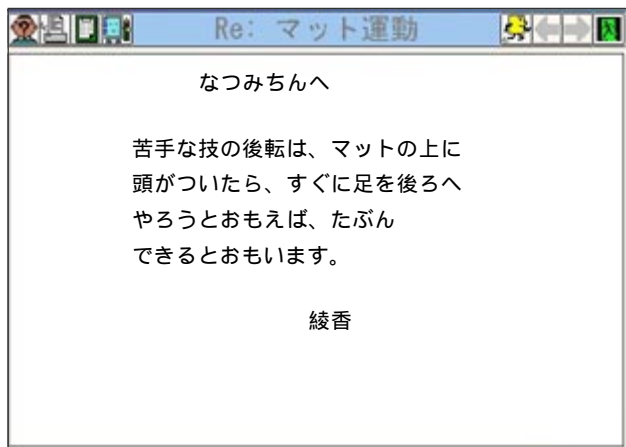 Re: マット運動
なつみちんへ
苦手な技の後転は、マットの上に
頭がついたら、すぐに足を後ろへ
やろうとおもえば、たぶん
できるとおもいます。
綾香